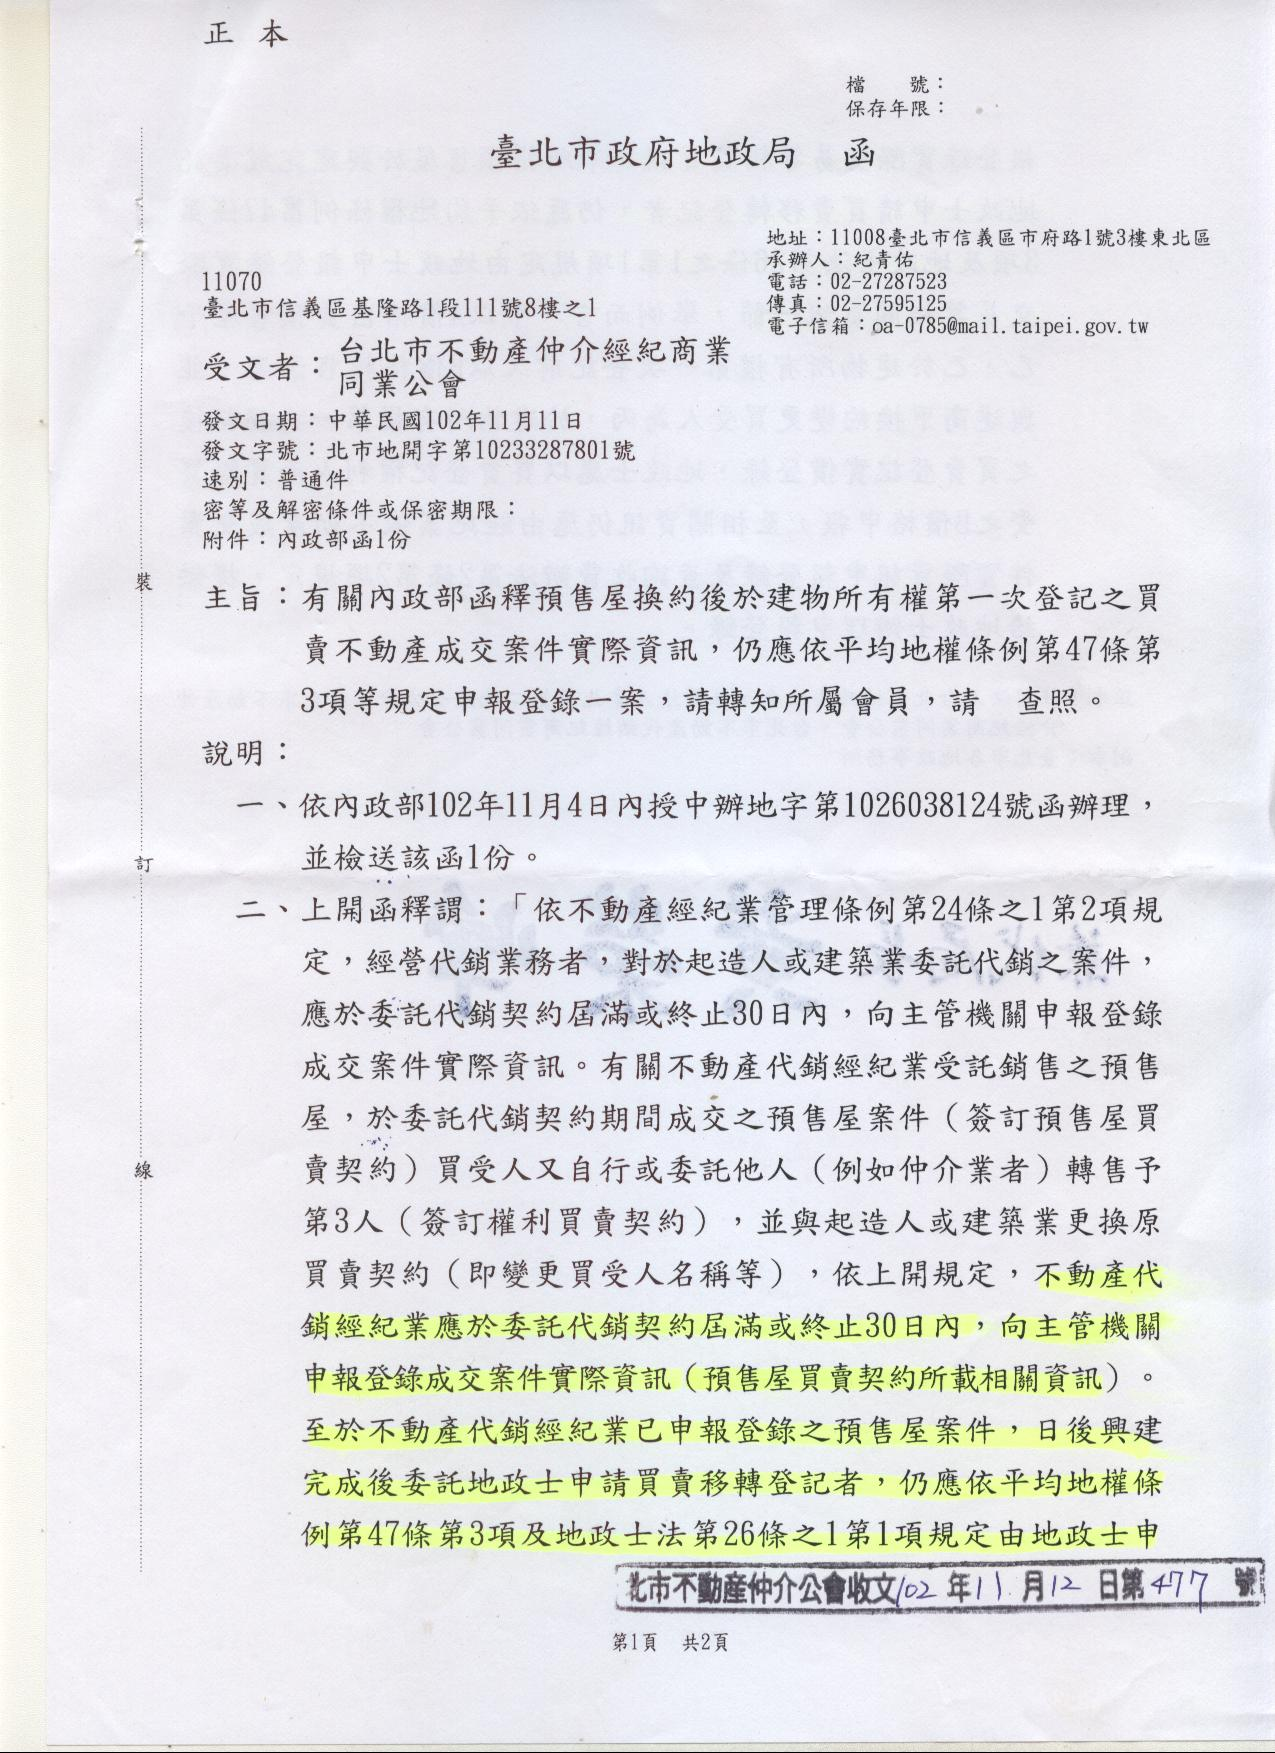 正 本
檔 號：
保存年限：
臺北市政府地政局 函
地址：11008臺北市信義區市府路1號3樓東北區
承辦人：紀青佑
電話：02-27287523
傳真：02-27595125
電子信箱：oa-0785@mail.taipei.gov.tw
11070
臺北市信義區基隆路1段111號8樓之1
受文者：台北市不動產仲介經紀商業
同業公會
發文日期：中華民國102年11月11日
發文字號：北市地開字第10233287801號
速別：普通件
密等及解密條件或保密期限：
附件：內政部函1份
主旨：有關內政部函釋預售屋換約後於建物所有權第一次登記之買
賣不動產成交案件實際資訊，仍應依平均地權條例第47條第
3項等規定申報登錄一案，請轉知所屬會員，請 查照。
說明：
一、依內政部102年11月4日內授中辦地字第1026038124號函辦理，
並檢送該函1份。
二、上開函釋謂：「依不動產經紀業管理條例第24條之1第2項規
定，經營代銷業務者，對於起造人或建築業委託代銷之案件，
應於委託代銷契約屆滿或終止30日內，向主管機關申報登錄
成交案件實際資訊。有關不動產代銷經紀業受託銷售之預售
屋，於委託代銷契約期間成交之預售屋案件（簽訂預售屋買
賣契約）買受人又自行或委託他人（例如仲介業者）轉售予
第3人（簽訂權利買賣契約），並與起造人或建築業更換原
買賣契約（即變更買受人名稱等），依上開規定，不動產代
銷經紀業應於委託代銷契約屆滿或終止30日內，向主管機關
申報登錄成交案件實際資訊（預售屋買賣契約所載相關資訊）。
至於不動產代銷經紀業已申報登錄之預售屋案件，日後興建
完成後委託地政士申請買賣移轉登記者，仍應依平均地權條
例第47條第3項及地政士法第26條之1第1項規定由地政士申
裝
訂
線
北市不動產仲介公會收文102年11月12日第477號
第1頁 共2頁